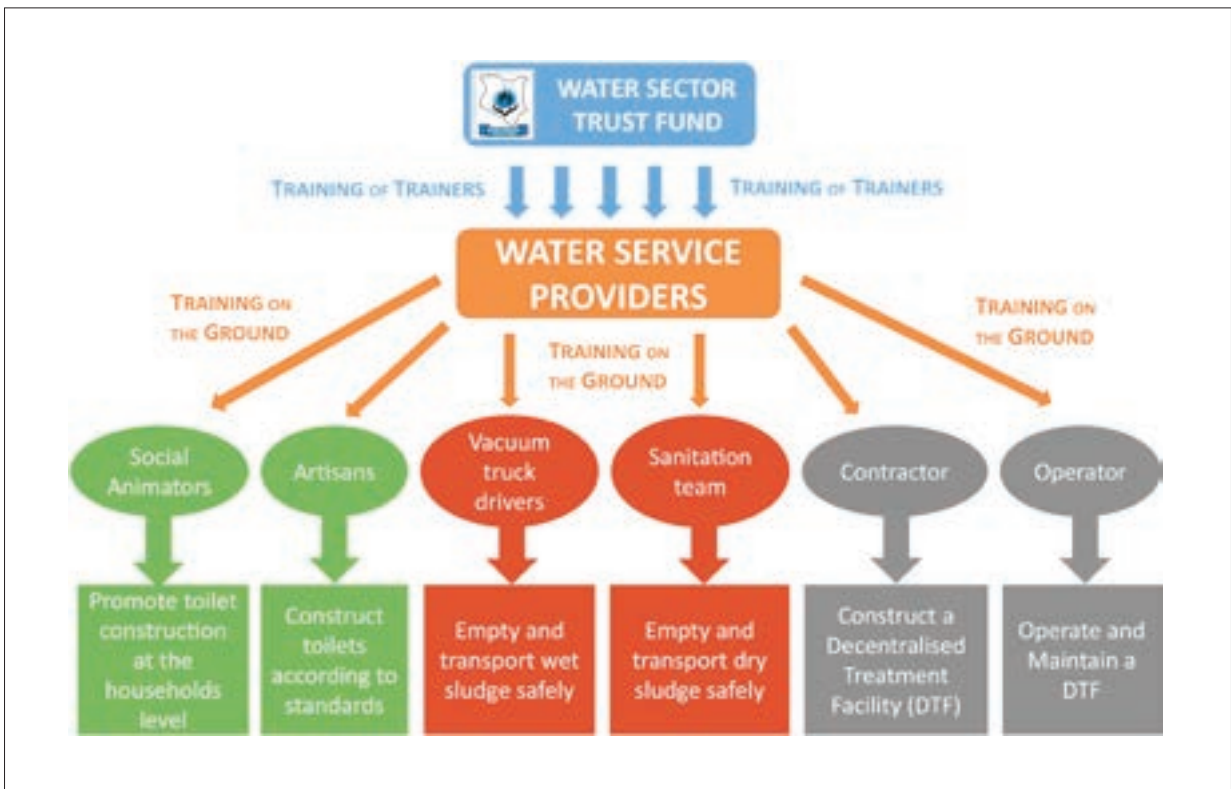 WATER SECTOR
TRUST FUND
TRAINING OF TRAINERS
TRAINING OF TRAINERS
WATER SERVICE
PROVIDERS
TRAINING ON
THE GROUND
TRAINING ON
THE GROUND
TRAINING ON
THE GROUND
Social
Animators
Artisans
Vacuum
truck
drivers
Sanitation
team
Contractor
Operator
Promote toilet
construction
at the
households
level
Construct
toilets
according to
standards
Empty and
transport wet
sludge safely
Empty and
transport dry
sludge safely
Construct a
Decentralised
Treatment
Facility (DTF)
Operate and
Maintain a
DTF